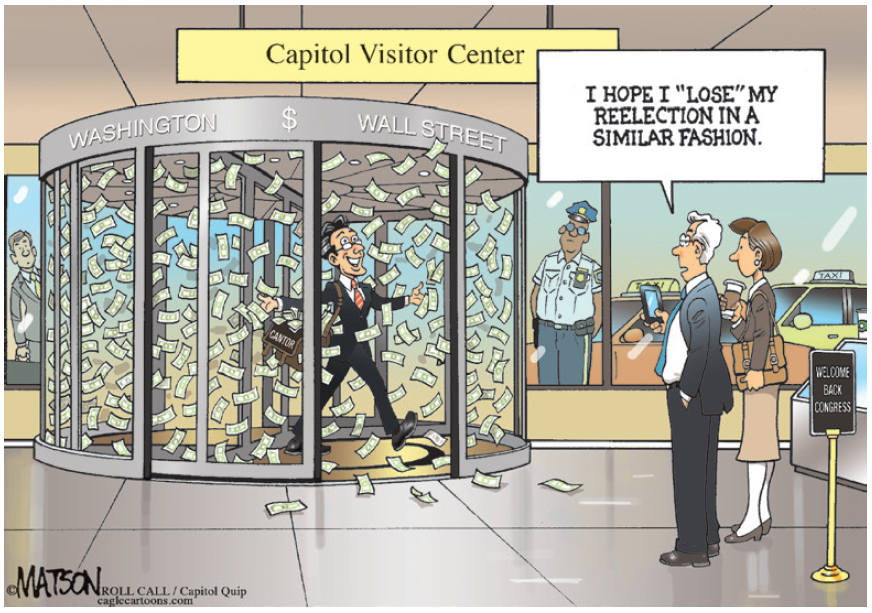 Capitol Visitor Center
WASHINGTON $ WALL STREET
I HOPE I "LOSE" MY
REELECTION IN A
SIMILAR FASHION.
CANTOR
TAXI
WELCOME
BACK
CONGRESS
©MATSON ROLL CALL / Capitol Quip
caglecartoons.com